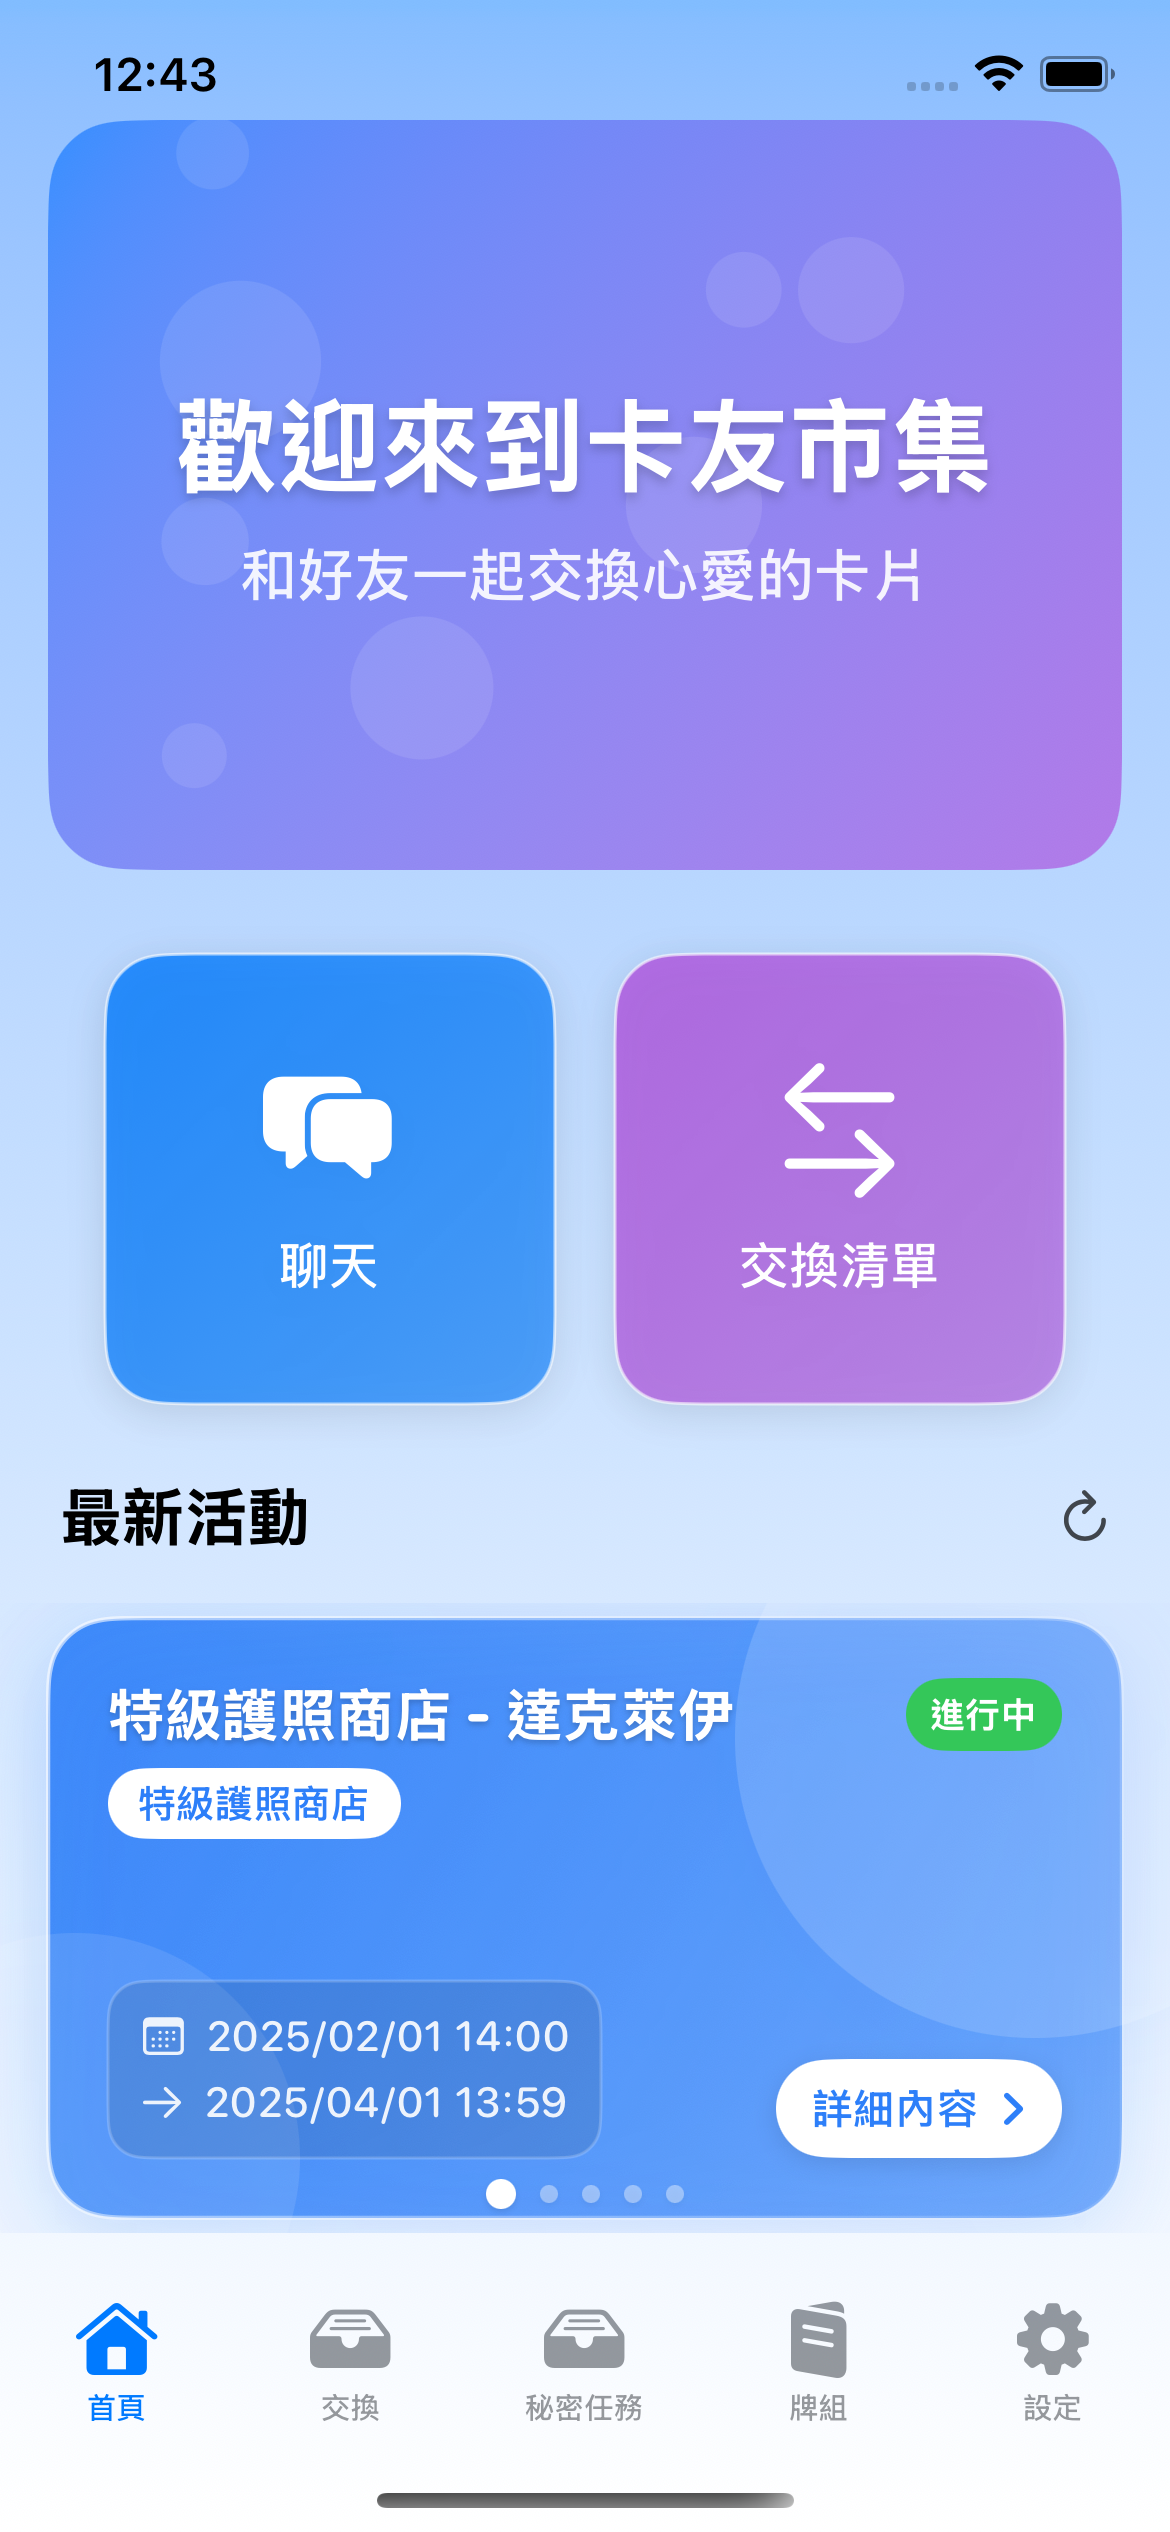 12:43
歡迎來到卡友市集
和好友一起交換心愛的卡片
聊天
交換清單
最新活動
特級護照商店 - 達克萊伊
進行中
特級護照商店
2025/02/01 14:00
2025/04/01 13:59
詳細內容
首頁
交換
秘密任務
牌組
設定